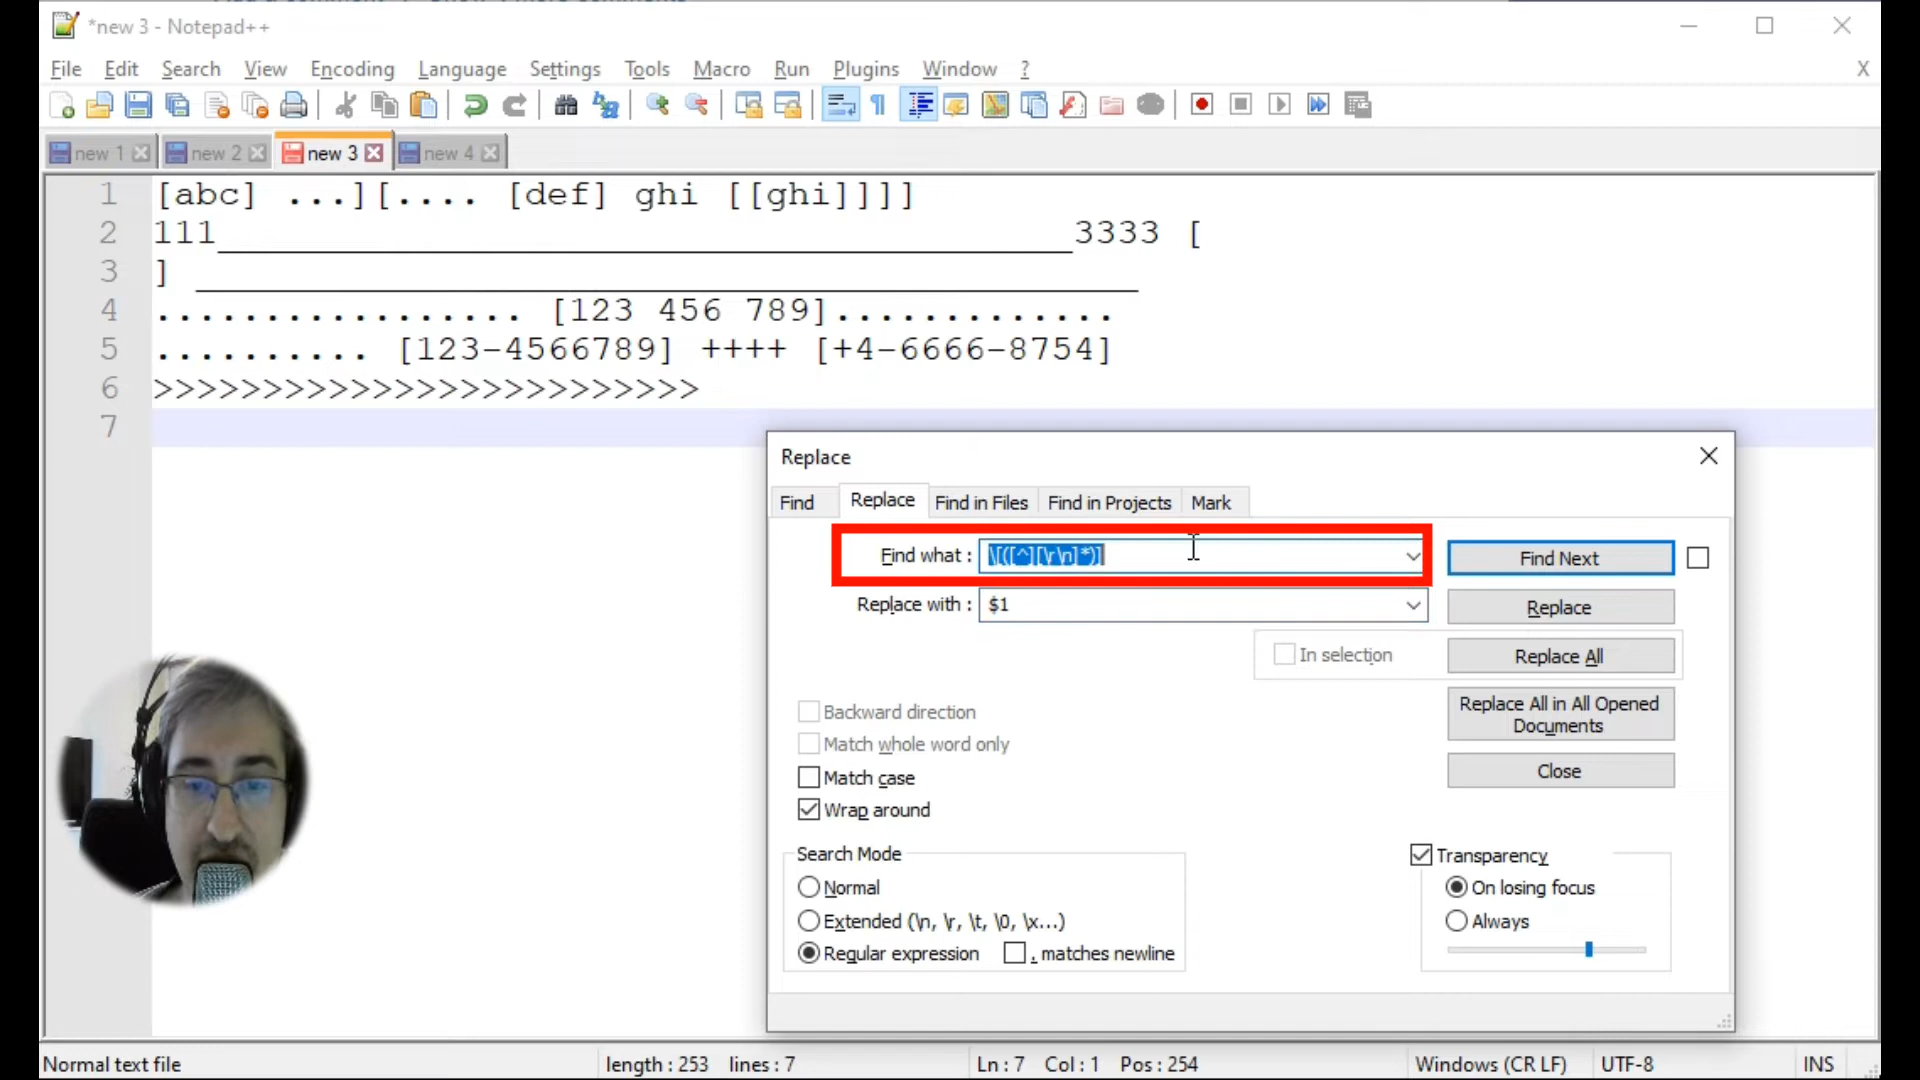 *new 3 - Notepad++
File Edit Search View Encoding Language Settings Tools Macro Run Plugins Window ? X
new 1 new 2 new 3 new 4
1 [abc] ...][.... [def] ghi [[ghi]]]]
2 111________________________________________3333 [
3 ] ____________________________________________
4 ................. [123 456 789].............
5 .......... [123-4566789] ++++ [+4-6666-8754]
6 >>>>>>>>>>>>>>>>>>>>>>>>>
7
Replace
Find Replace Find in Files Find in Projects Mark
Find what : \[([^][\r\n]*)] Find Next
Replace with : $1 Replace
In selection Replace All
Replace All in All Opened
Documents
Backward direction
Match whole word only
Close
Match case
Wrap around
Search Mode
Transparency
Normal
On losing focus
Extended (\n, \r, \t, \0, \x...)
Always
Regular expression . matches newline
Normal text file length : 253 lines : 7 Ln : 7 Col : 1 Pos : 254 Windows (CR LF) UTF-8 INS